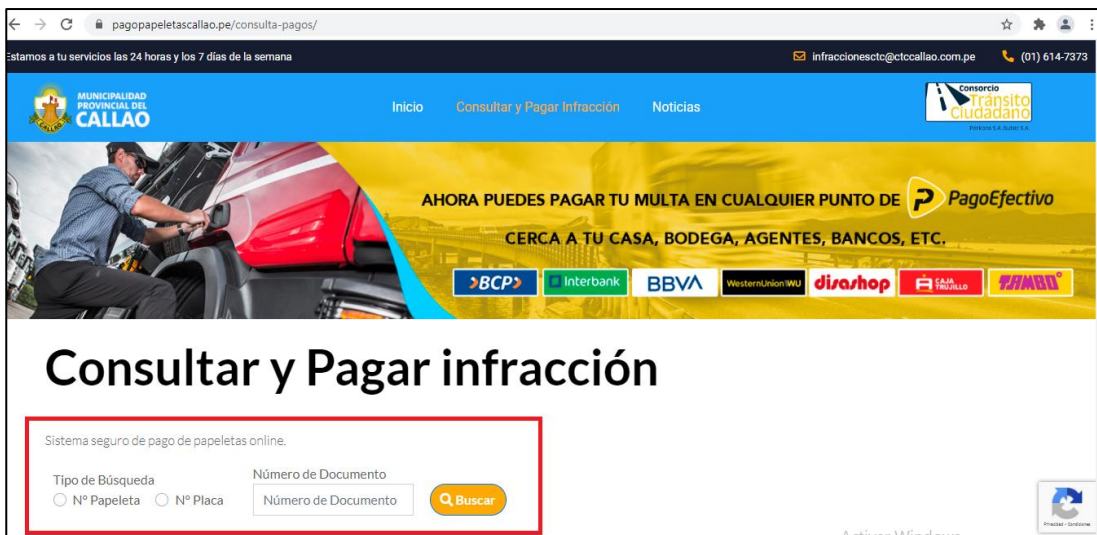 pagopapeletascallao.pe/consulta-pagos/
Estamos a tu servicios las 24 horas y los 7 días de la semana
infraccionesctc@ctccallao.com.pe
(01) 614-7373
MUNICIPALIDAD
PROVINCIAL DEL
CALLAO
Inicio
Consultar y Pagar Infracción
Noticias
Consorcio
Tránsito
Ciudadano
AHORA PUEDES PAGAR TU MULTA EN CUALQUIER PUNTO DE PagoEfectivo
CERCA A TU CASA, BODEGA, AGENTES, BANCOS, ETC.
BCP Interbank BBVA WesternUnion WU disashop CAJA TRUJILLO TAMBO
Consultar y Pagar infracción
Sistema seguro de pago de papeletas online.
Tipo de Búsqueda
Número de Documento
N° Papeleta N° Placa
Número de Documento
Buscar
Privacidad - Condiciones